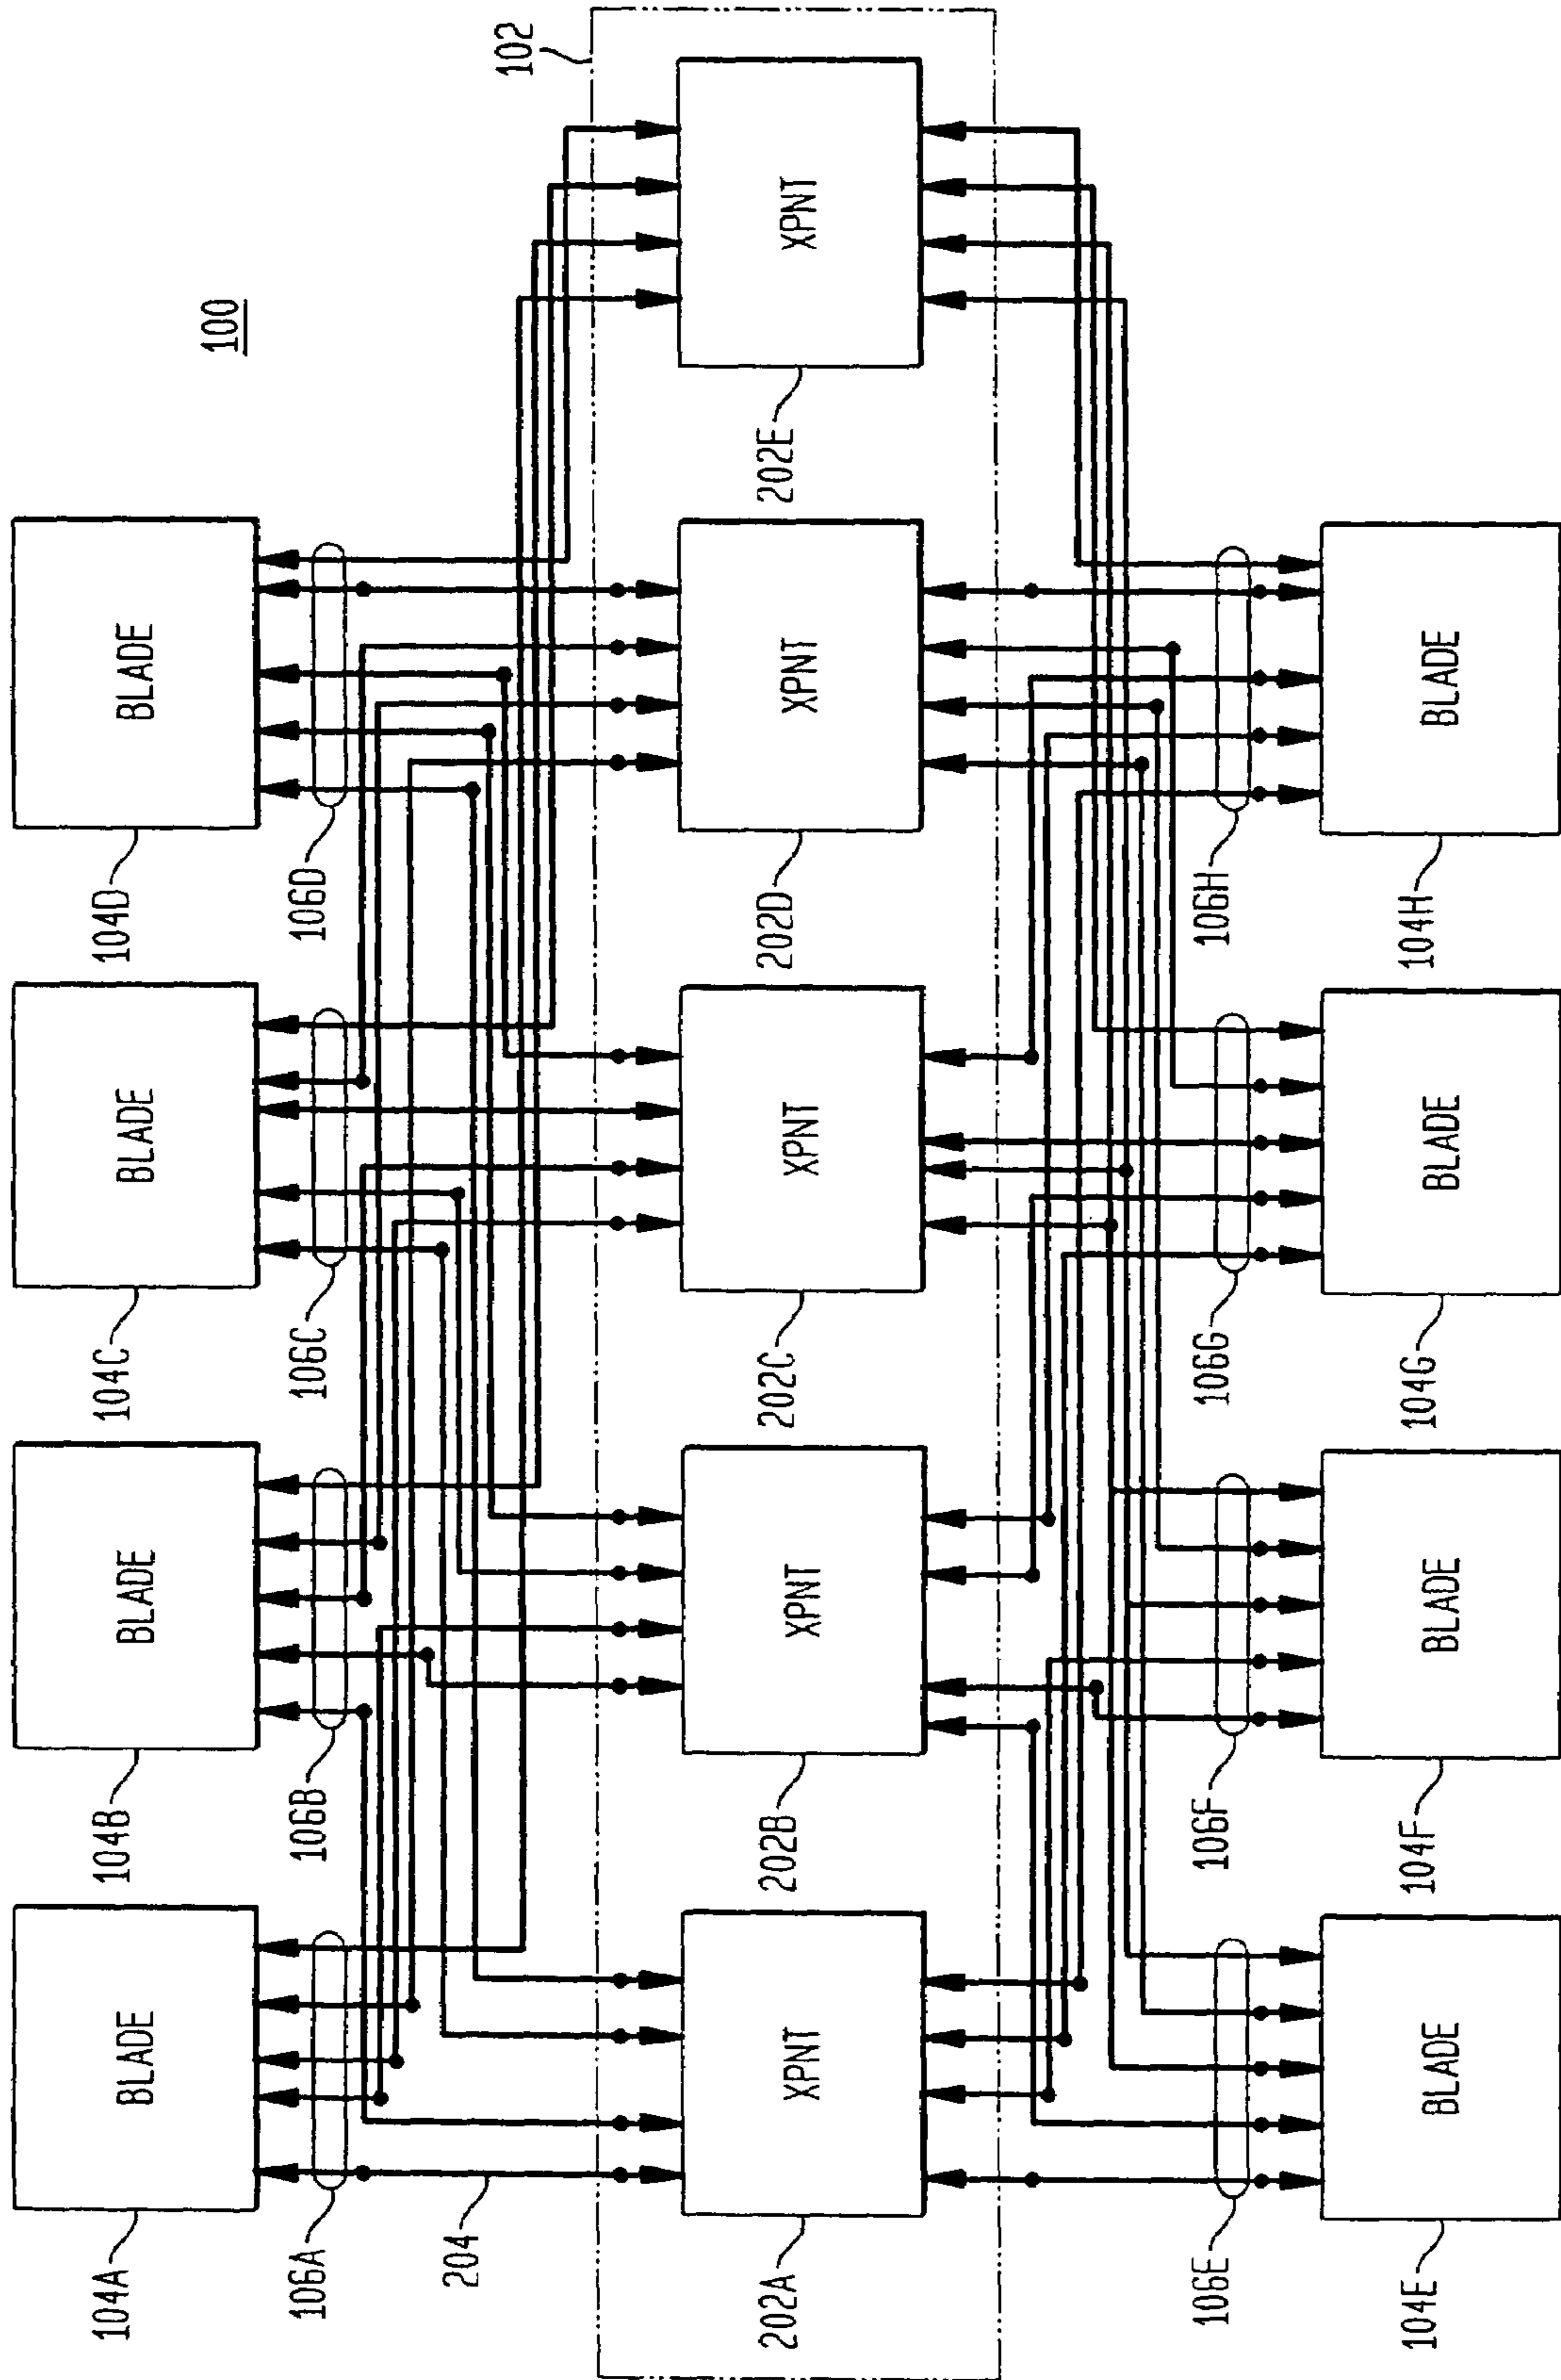 100
104A
BLADE
104B
BLADE
104C
BLADE
104D
BLADE
106A
106B
106C
106D
204
102
202A
XPNT
202B
XPNT
202C
XPNT
202D
XPNT
202E
XPNT
106E
106F
106G
106H
104E
BLADE
104F
BLADE
104G
BLADE
104H
BLADE